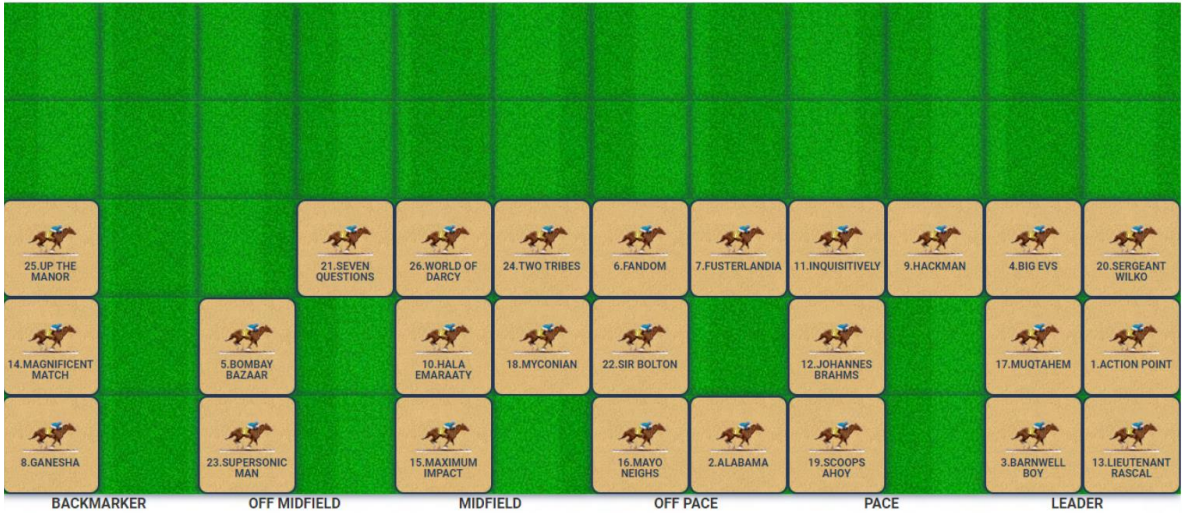 25.UP THE
MANOR
21.SEVEN
QUESTIONS
26.WORLD OF
DARCY
24.TWO TRIBES
6.FANDOM
7.FUSTERLANDIA
11.INQUISITIVELY
9.HACKMAN
4.BIG EVS
20.SERGEANT
WILKO
14.MAGNIFICENT
MATCH
5.BOMBAY
BAZAAR
10.HALA
EMARAATY
18.MYCONIAN
22.SIR BOLTON
12.JOHANNES
BRAHMS
17.MUQTAHEM
1.ACTION POINT
8.GANESHA
23.SUPERSONIC
MAN
15.MAXIMUM
IMPACT
16.MAYO
NEIGHS
2.ALABAMA
19.SCOOPS
AHOY
3.BARNWELL
BOY
13.LIEUTENANT
RASCAL
BACKMARKER
OFF MIDFIELD
MIDFIELD
OFF PACE
PACE
LEADER